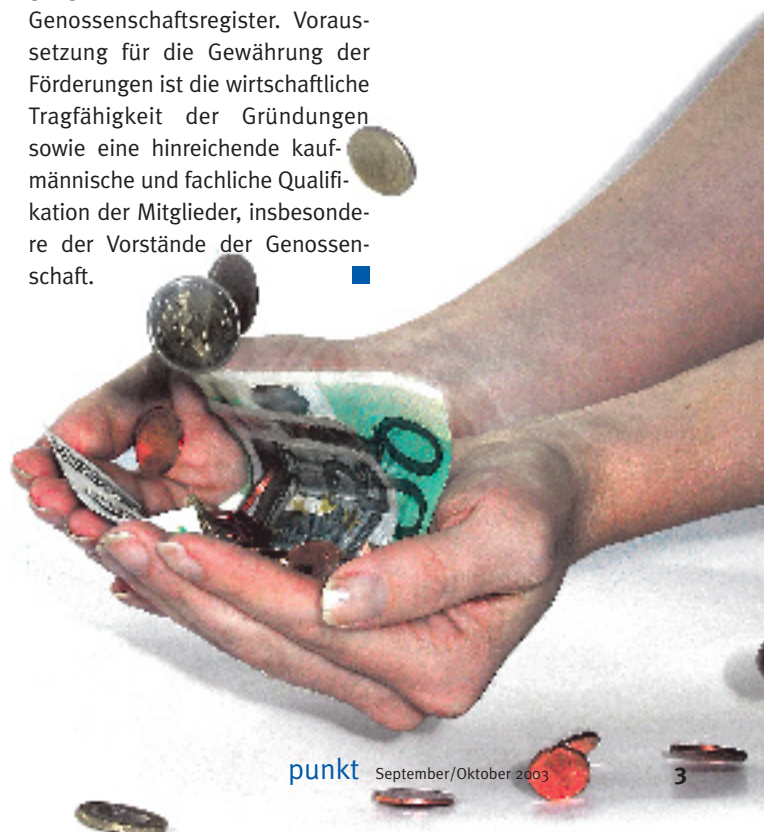 Genossenschaftsregister. Voraus-
setzung für die Gewährung der
Förderungen ist die wirtschaftliche
Tragfähigkeit der Gründungen
sowie eine hinreichende kauf-
männische und fachliche Qualifi-
kation der Mitglieder, insbesonde-
re der Vorstände der Genossen-
schaft.
punkt September/Oktober 2003 3